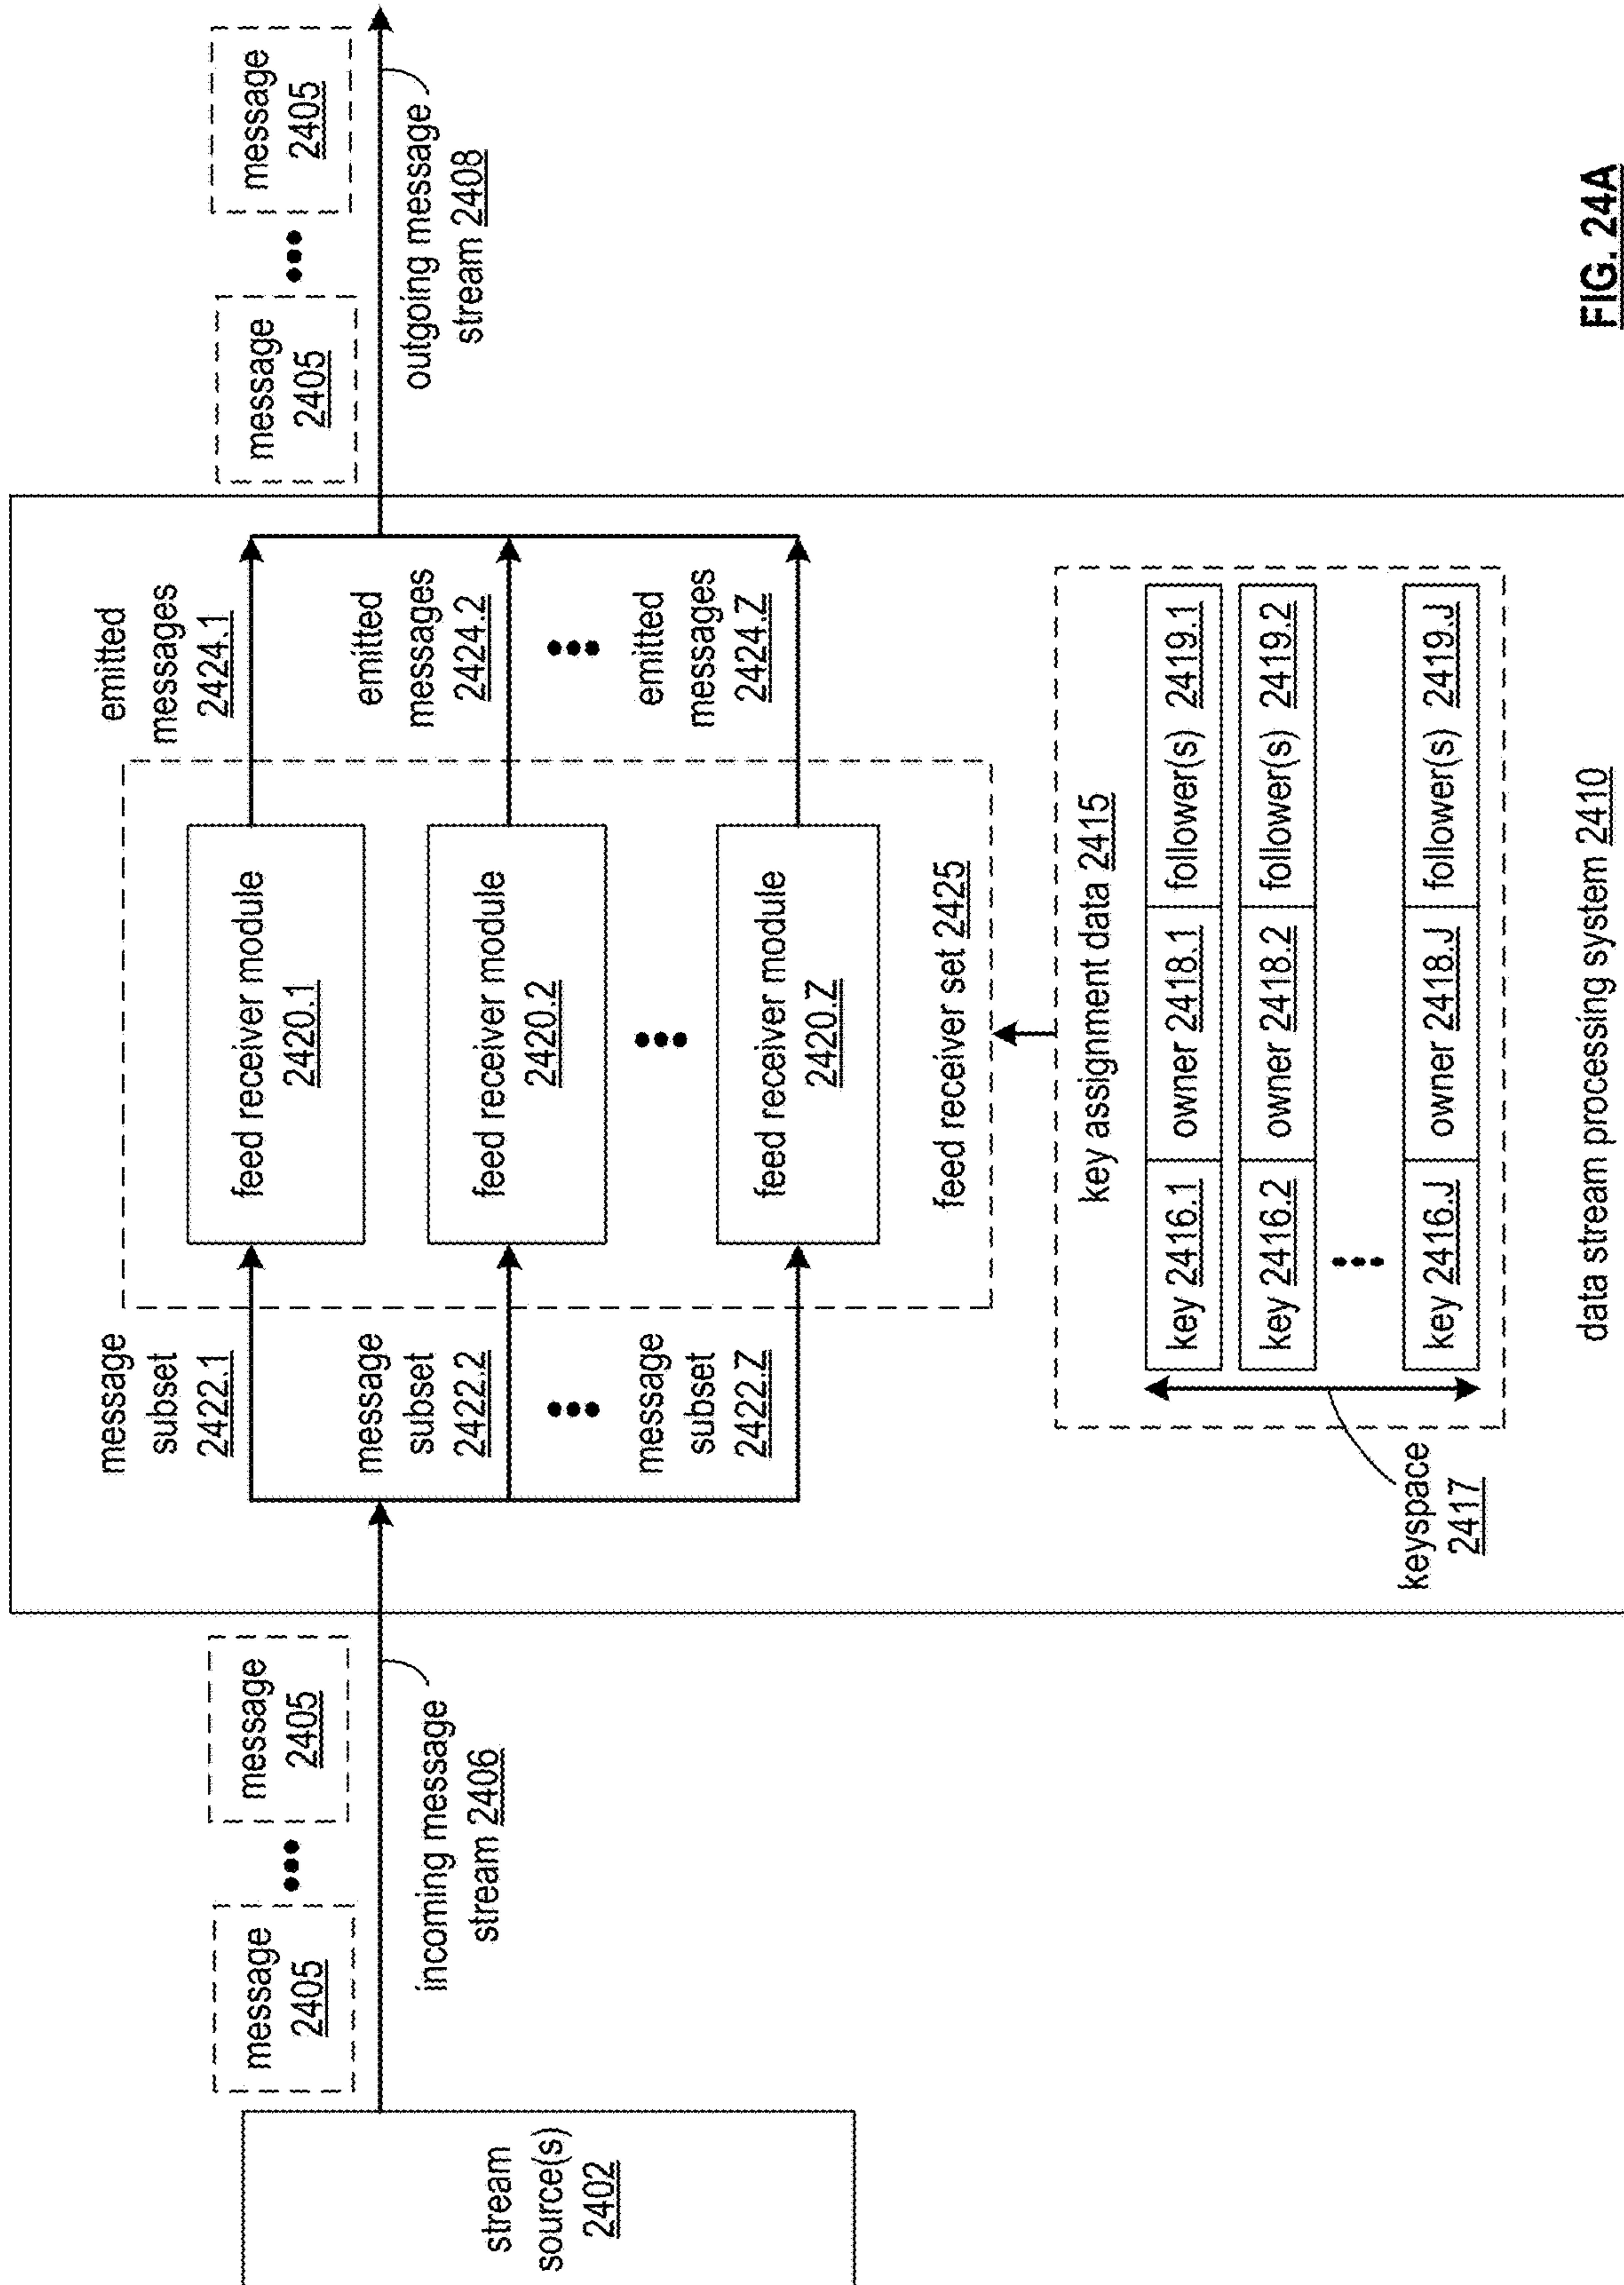 stream
source(s)
2402
message
2405
message
2405
incoming message
stream 2406
message
subset
2422.1
message
subset
2422.2
message
subset
2422.Z
feed receiver module
2420.1
feed receiver module
2420.2
feed receiver module
2420.Z
feed receiver set 2425
emitted
messages
2424.1
emitted
messages
2424.2
emitted
messages
2424.Z
message
2405
message
2405
outgoing message
stream 2408
key assignment data 2415
key 2416.1 owner 2418.1 follower(s) 2419.1
key 2416.2 owner 2418.2 follower(s) 2419.2
key 2416.J owner 2418.J follower(s) 2419.J
keyspace
2417
data stream processing system 2410
FIG. 24A